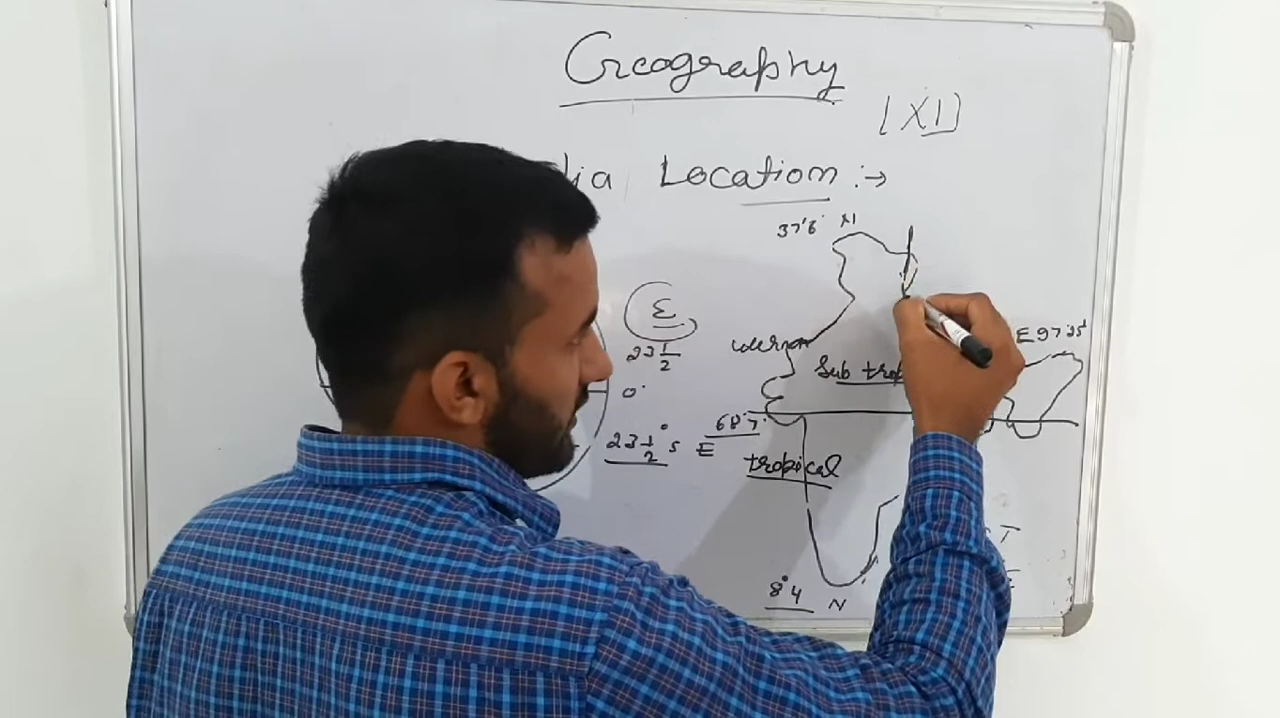 Geography
[XI]
dia Location :→
37°6' N
E
23 1/2
0°
E 97°25'
Sub trop
68°7'
23 1/2° S E
tropical
8°4
N